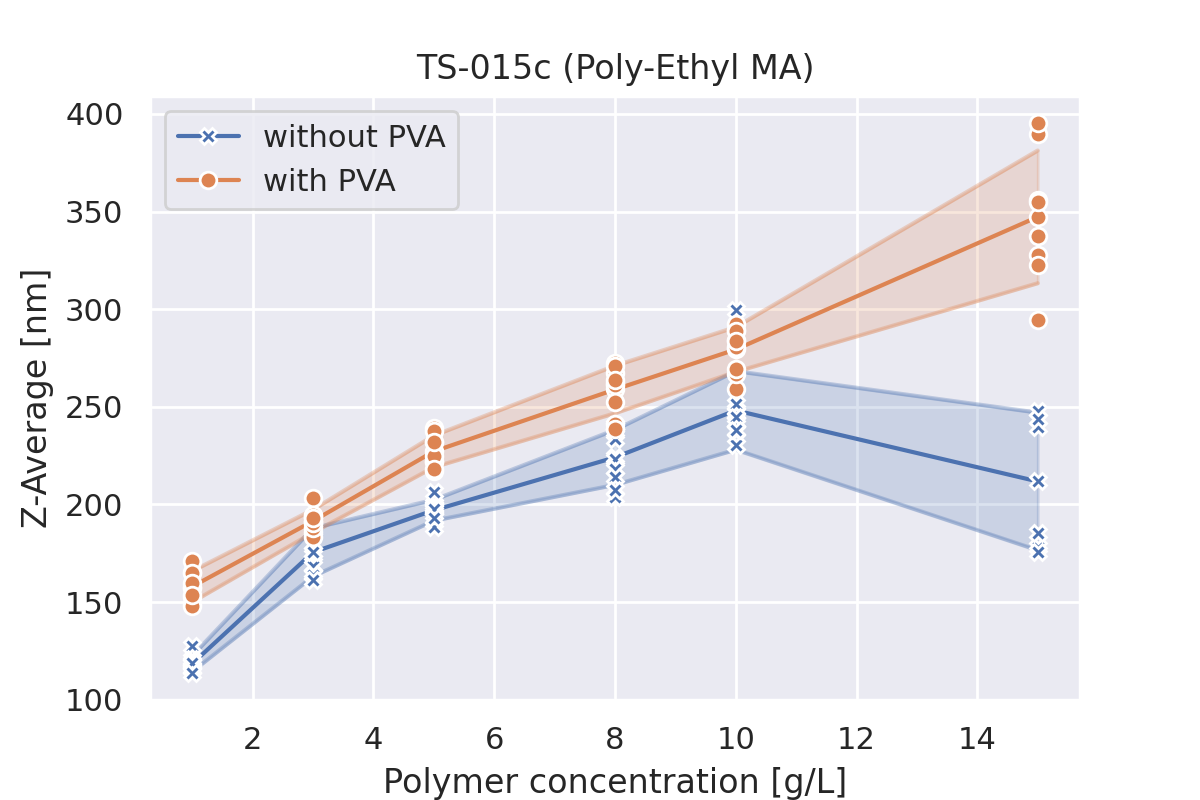 TS-015c (Poly-Ethyl MA)
without PVA
with PVA
400
350
300
250
200
150
100
Z-Average [nm]
2 4 6 8 10 12 14
Polymer concentration [g/L]